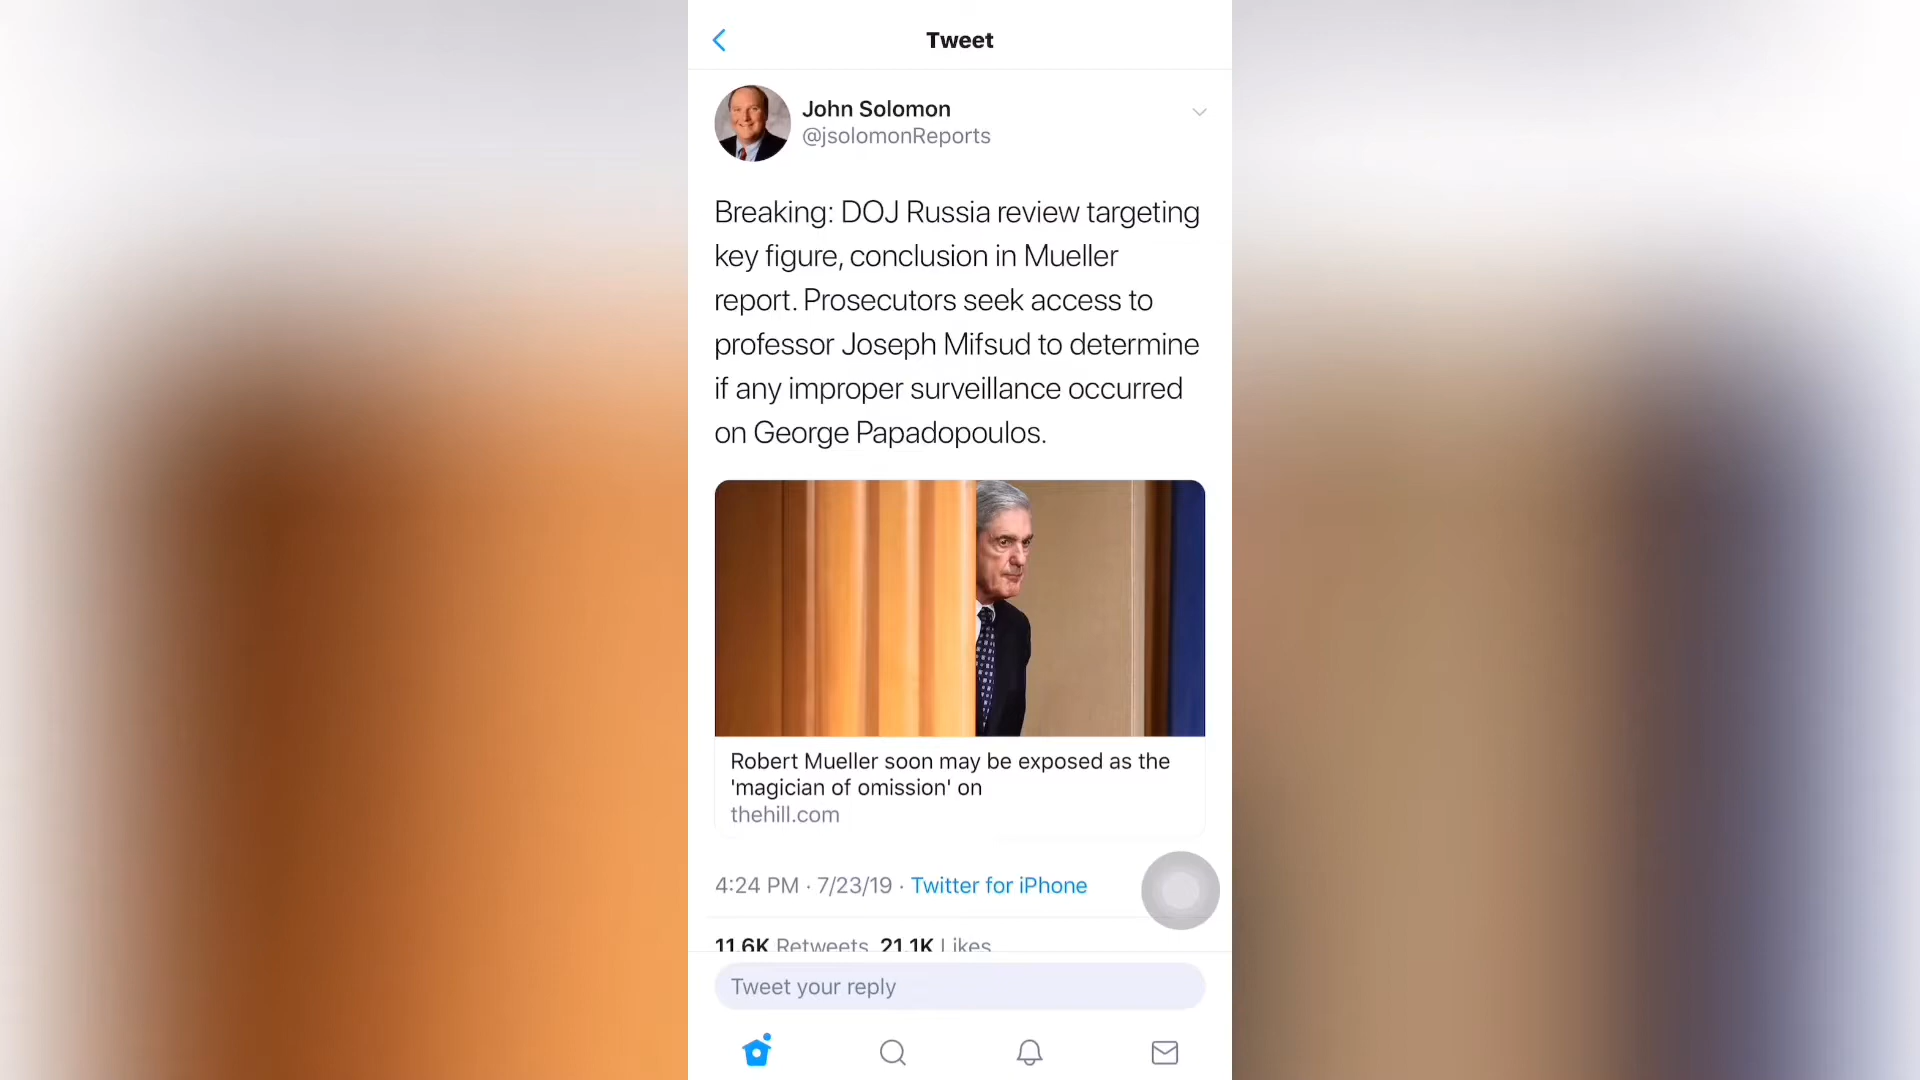 Tweet
John Solomon
@jsolomonReports
Breaking: DOJ Russia review targeting
key figure, conclusion in Mueller
report. Prosecutors seek access to
professor Joseph Mifsud to determine
if any improper surveillance occurred
on George Papadopoulos.
Robert Mueller soon may be exposed as the
'magician of omission' on
thehill.com
4:24 PM · 7/23/19 · Twitter for iPhone
11.6K Retweets 21.1K Likes
Tweet your reply